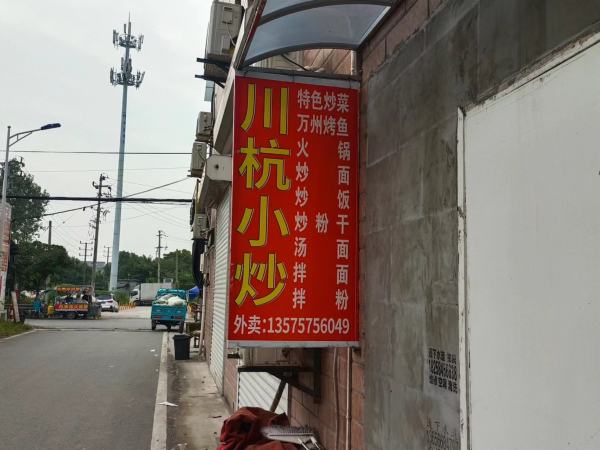 川杭小炒
特色炒菜
万州烤鱼
火锅
炒面
炒饭
炒粉干
汤面
拌面
拌粉
外卖:13575756049